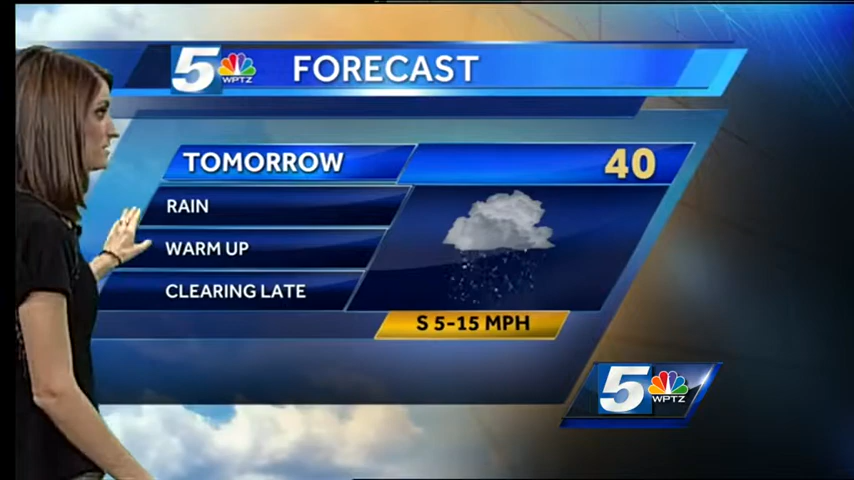 5 WPTZ FORECAST
TOMORROW 40
RAIN
WARM UP
CLEARING LATE
S 5-15 MPH
5 WPTZ